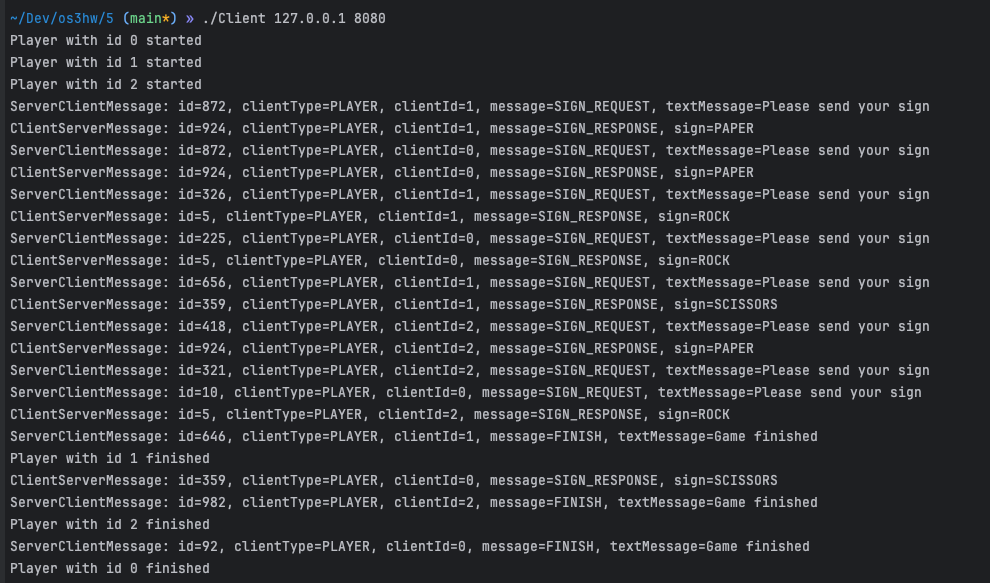 ~/Dev/os3hw/5 (main*) » ./Client 127.0.0.1 8080
Player with id 0 started
Player with id 1 started
Player with id 2 started
ServerClientMessage: id=872, clientType=PLAYER, clientId=1, message=SIGN_REQUEST, textMessage=Please send your sign
ClientServerMessage: id=924, clientType=PLAYER, clientId=1, message=SIGN_RESPONSE, sign=PAPER
ServerClientMessage: id=872, clientType=PLAYER, clientId=0, message=SIGN_REQUEST, textMessage=Please send your sign
ClientServerMessage: id=924, clientType=PLAYER, clientId=0, message=SIGN_RESPONSE, sign=PAPER
ServerClientMessage: id=326, clientType=PLAYER, clientId=1, message=SIGN_REQUEST, textMessage=Please send your sign
ClientServerMessage: id=5, clientType=PLAYER, clientId=1, message=SIGN_RESPONSE, sign=ROCK
ServerClientMessage: id=225, clientType=PLAYER, clientId=0, message=SIGN_REQUEST, textMessage=Please send your sign
ClientServerMessage: id=5, clientType=PLAYER, clientId=0, message=SIGN_RESPONSE, sign=ROCK
ServerClientMessage: id=656, clientType=PLAYER, clientId=1, message=SIGN_REQUEST, textMessage=Please send your sign
ClientServerMessage: id=359, clientType=PLAYER, clientId=1, message=SIGN_RESPONSE, sign=SCISSORS
ServerClientMessage: id=418, clientType=PLAYER, clientId=2, message=SIGN_REQUEST, textMessage=Please send your sign
ClientServerMessage: id=924, clientType=PLAYER, clientId=2, message=SIGN_RESPONSE, sign=PAPER
ServerClientMessage: id=321, clientType=PLAYER, clientId=2, message=SIGN_REQUEST, textMessage=Please send your sign
ServerClientMessage: id=10, clientType=PLAYER, clientId=0, message=SIGN_REQUEST, textMessage=Please send your sign
ClientServerMessage: id=5, clientType=PLAYER, clientId=2, message=SIGN_RESPONSE, sign=ROCK
ServerClientMessage: id=646, clientType=PLAYER, clientId=1, message=FINISH, textMessage=Game finished
Player with id 1 finished
ClientServerMessage: id=359, clientType=PLAYER, clientId=0, message=SIGN_RESPONSE, sign=SCISSORS
ServerClientMessage: id=982, clientType=PLAYER, clientId=2, message=FINISH, textMessage=Game finished
Player with id 2 finished
ServerClientMessage: id=92, clientType=PLAYER, clientId=0, message=FINISH, textMessage=Game finished
Player with id 0 finished